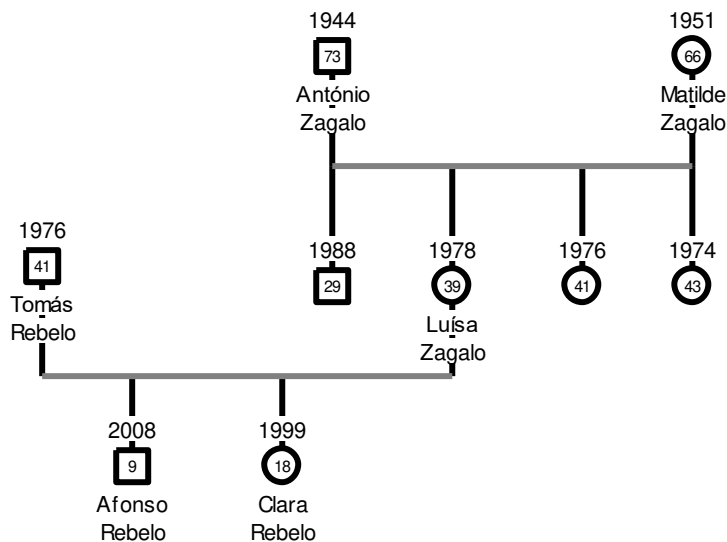 1944
1951
73
66
António
Zagalo
Matilde
Zagalo
1976
41
Tomás
Rebelo
1988
1978
1976
1974
29
39
41
43
Luísa
Zagalo
2008
1999
9
18
Afonso
Rebelo
Clara
Rebelo